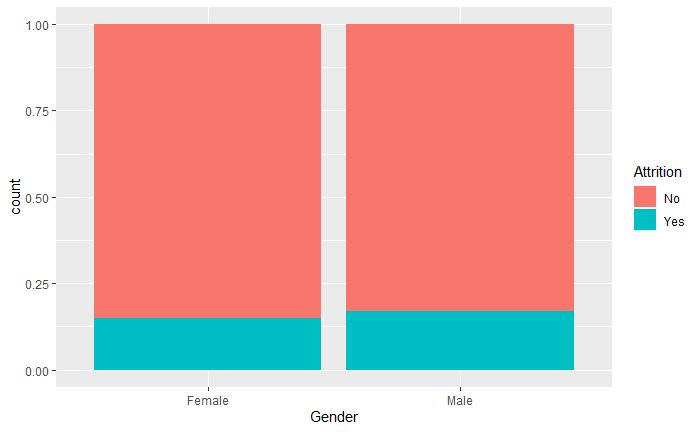 1.00
0.75
0.50
0.25
0.00
count
Female
Male
Gender
Attrition
No
Yes